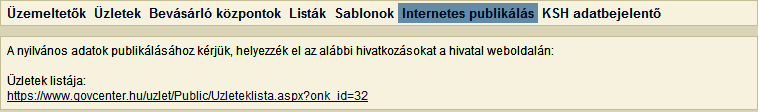 Üzemeltetők Üzletek Bevásárló központok Listák Sablonok Internetes publikálás KSH adatbejelentő
A nyilvános adatok publikálásához kérjük, helyezzék el az alábbi hivatkozásokat a hivatal weboldalán:
Üzletek listája:
https://www.govcenter.hu/uzlet/Public/Uzleteklista.aspx?onk_id=32